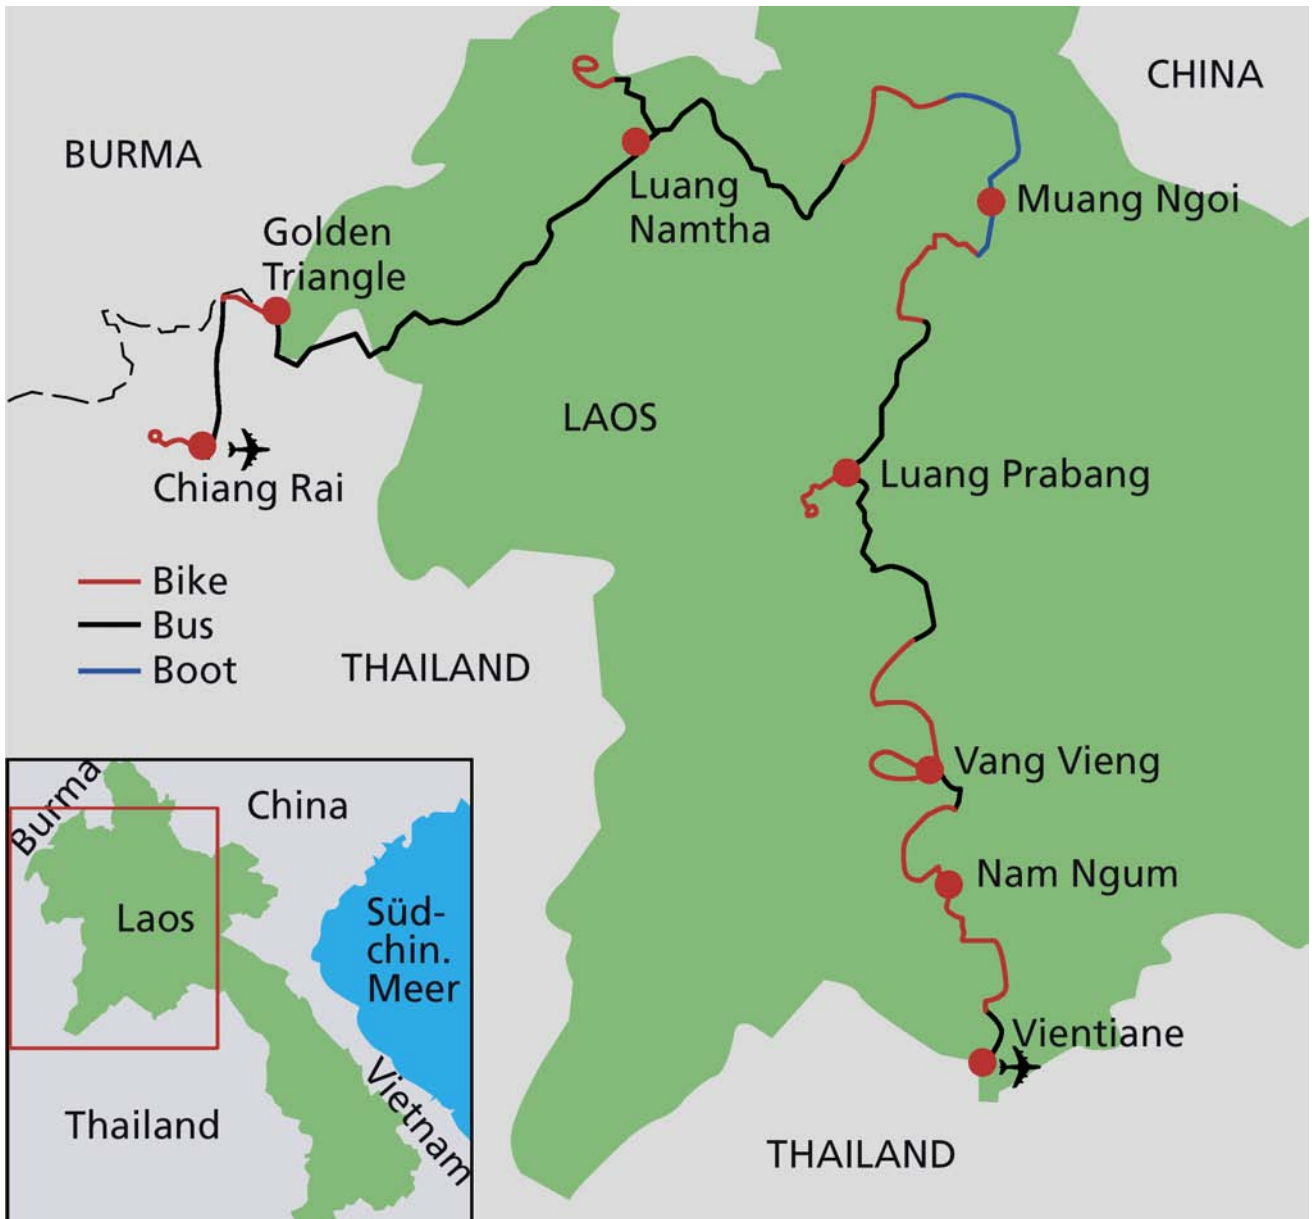 CHINA
BURMA
Luang
Namtha
Muang Ngoi
Golden
Triangle
LAOS
Chiang Rai
Luang Prabang
Bike
Bus
Boot
THAILAND
Vang Vieng
Nam Ngum
Vientiane
THAILAND
Burma
China
Laos
Süd-
chin.
Meer
Vietnam
Thailand